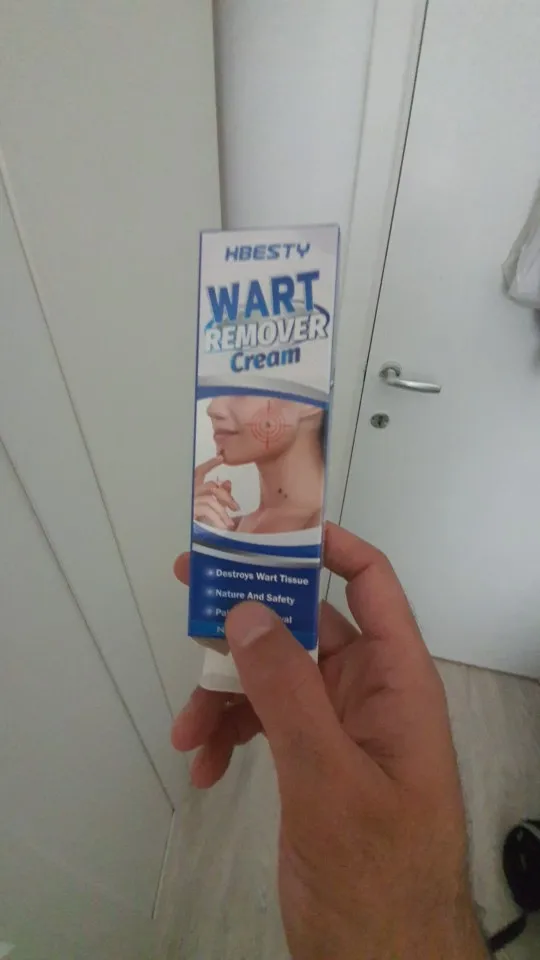 HBESTY
WART
REMOVER
Cream
Destroys Wart Tissue
Nature And Safety